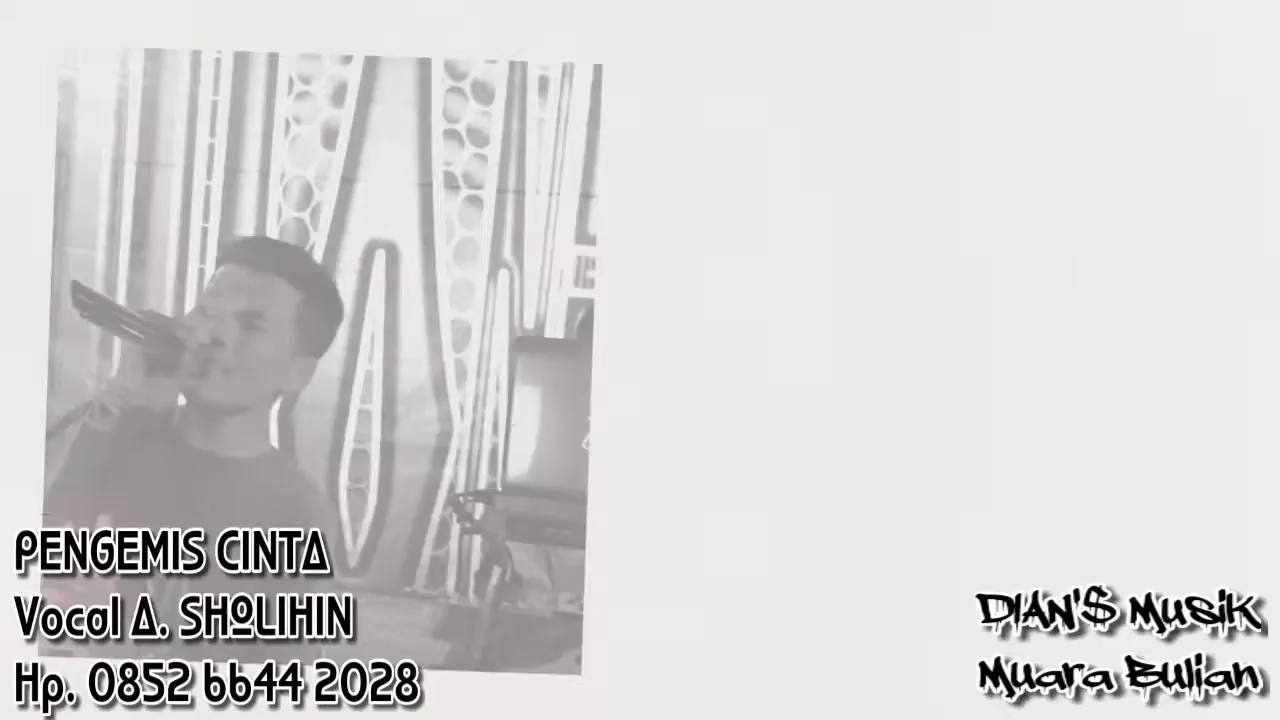 PENGEMIS CINTA
Vocal A. SHOLIHIN
Hp. 0852 6644 2028
DIAN'S Musik
Muara Bulian